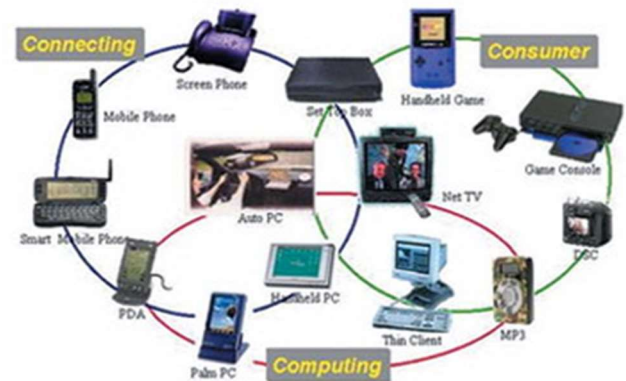 Connecting
Consumer
Screen Phone
Set Top Box
Handheld Game
Mobile Phone
Game Console
Auto PC
Net TV
Smart Mobile Phone
DSC
Handheld PC
PDA
Thin Client
MP3
Palm PC
Computing